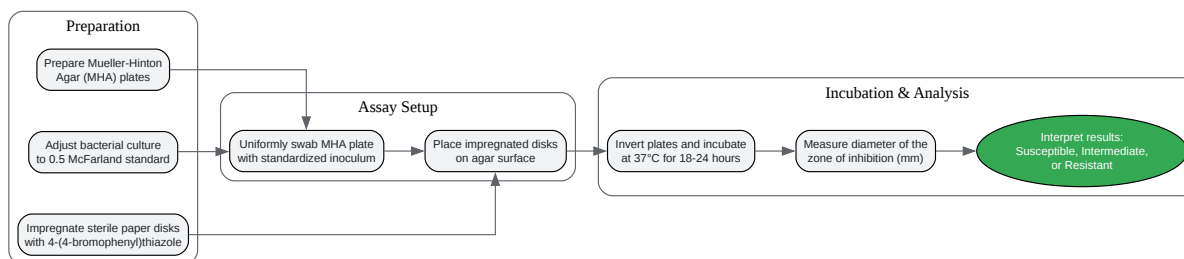 Preparation
Prepare Mueller-Hinton
Agar (MHA) plates
Adjust bacterial culture
to 0.5 McFarland standard
Impregnate sterile paper disks
with 4-(4-bromophenyl)thiazole
Assay Setup
Uniformly swab MHA plate
with standardized inoculum
Place impregnated disks
on agar surface
Incubation & Analysis
Invert plates and incubate
at 37°C for 18-24 hours
Measure diameter of the
zone of inhibition (mm)
Interpret results:
Susceptible, Intermediate,
or Resistant